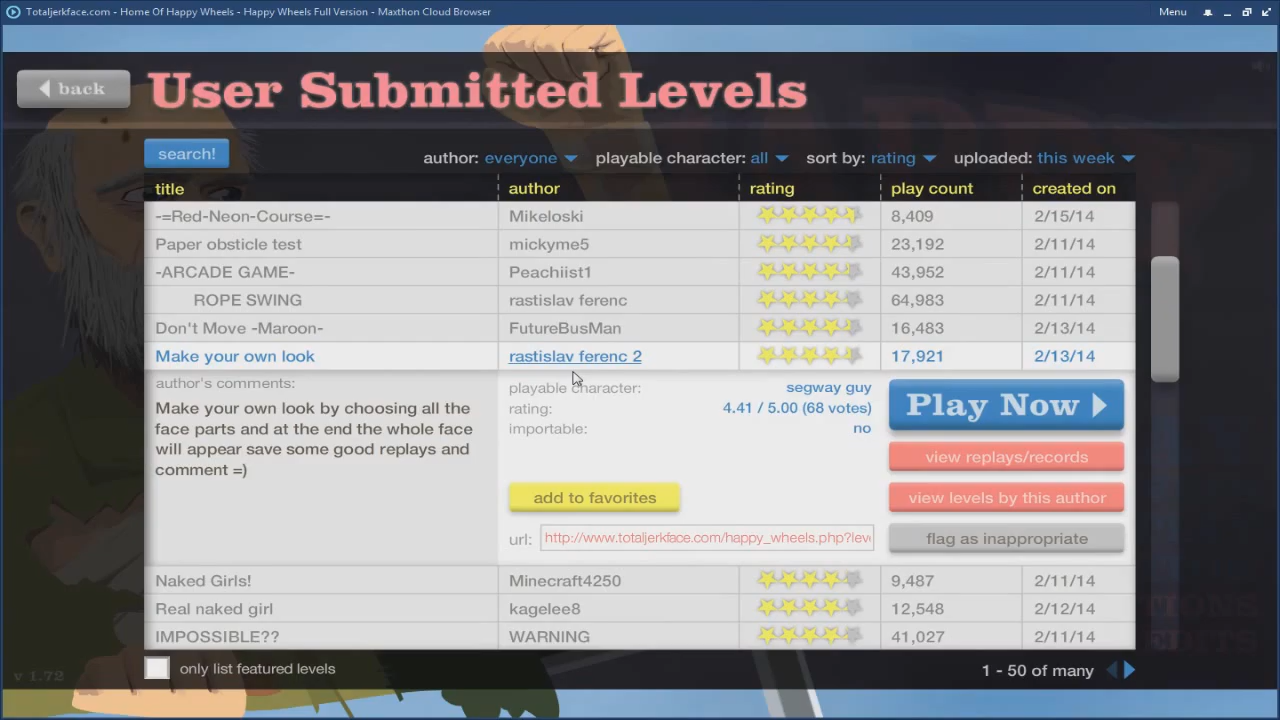 Totaljerkface.com - Home Of Happy Wheels - Happy Wheels Full Version - Maxthon Cloud Browser Menu
back User Submitted Levels
search! author: everyone playable character: all sort by: rating uploaded: this week
title author rating play count created on
-=Red-Neon-Course=- Mikeloski 8,409 2/15/14
Paper obsticle test mickyme5 23,192 2/11/14
-ARCADE GAME- Peachiist1 43,952 2/11/14
ROPE SWING rastislav ferenc 64,983 2/11/14
Don't Move -Maroon- FutureBusMan 16,483 2/13/14
Make your own look rastislav ferenc 2 17,921 2/13/14
author's comments:
Make your own look by choosing all the
face parts and at the end the whole face
will appear save some good replays and
comment =)
playable character: segway guy
rating: 4.41 / 5.00 (68 votes)
importable: no
add to favorites
url: http://www.totaljerkface.com/happy_wheels.php?leve
Play Now
view replays/records
view levels by this author
flag as inappropriate
Naked Girls! Minecraft4250 9,487 2/11/14
Real naked girl kagelee8 12,548 2/12/14
IMPOSSIBLE?? WARNING 41,027 2/11/14
only list featured levels 1 - 50 of many
v 1.72